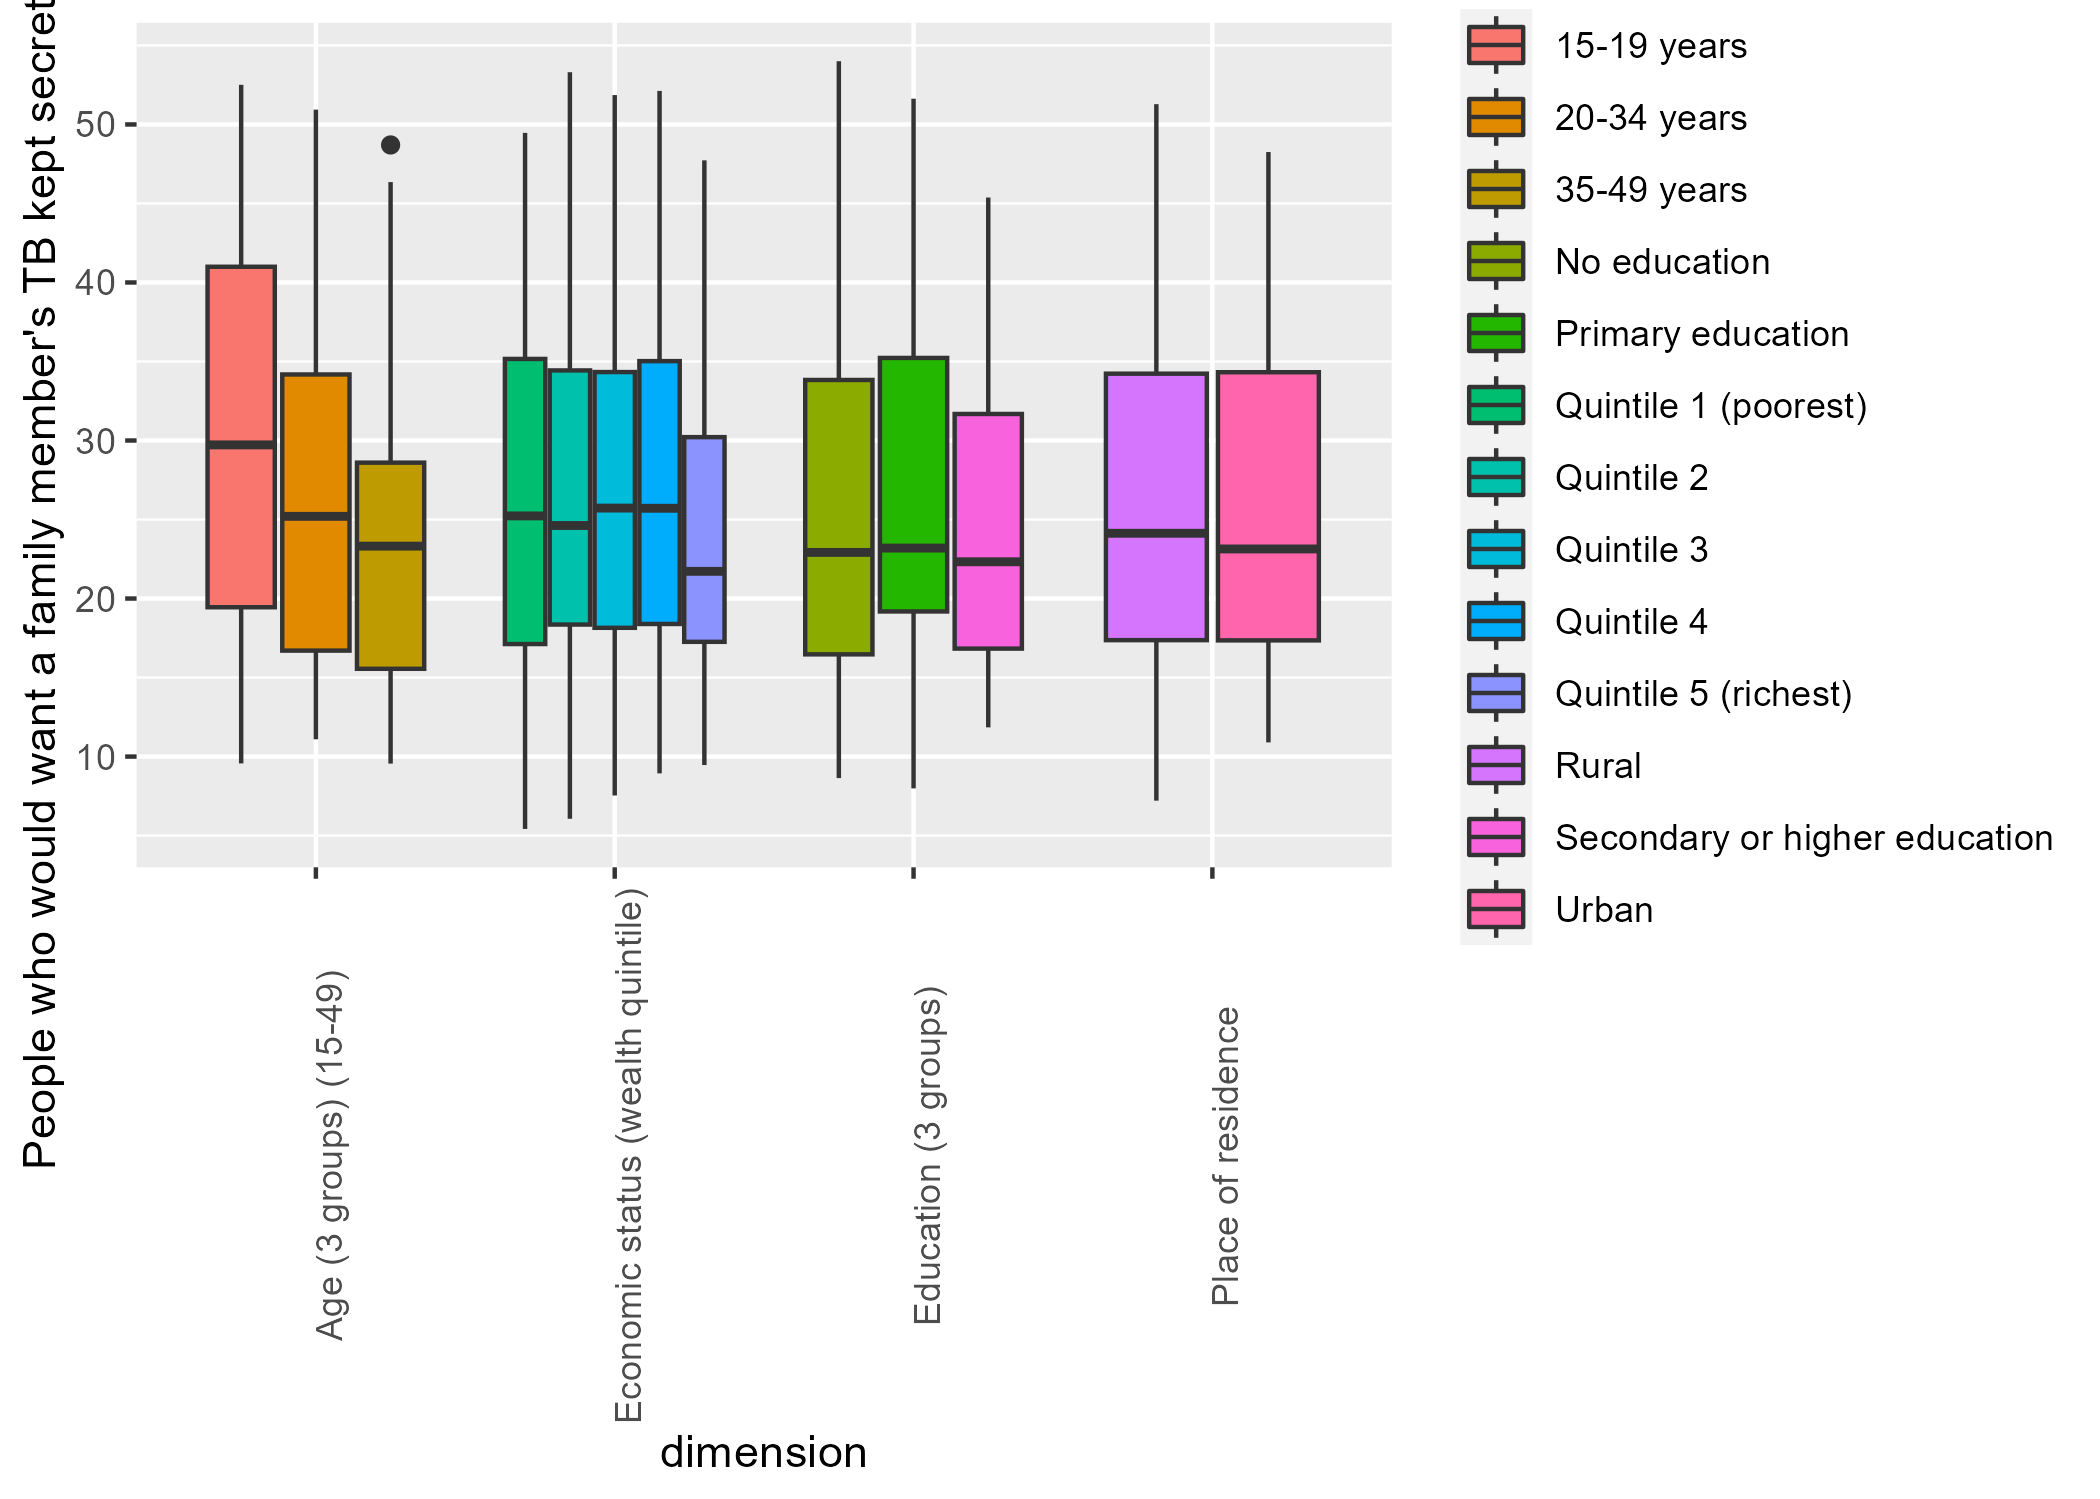 People who would want a family member's TB kept secret
50
40
30
20
10
Age (3 groups) (15-49)
Economic status (wealth quintile)
Education (3 groups)
Place of residence
dimension
15-19 years
20-34 years
35-49 years
No education
Primary education
Quintile 1 (poorest)
Quintile 2
Quintile 3
Quintile 4
Quintile 5 (richest)
Rural
Secondary or higher education
Urban